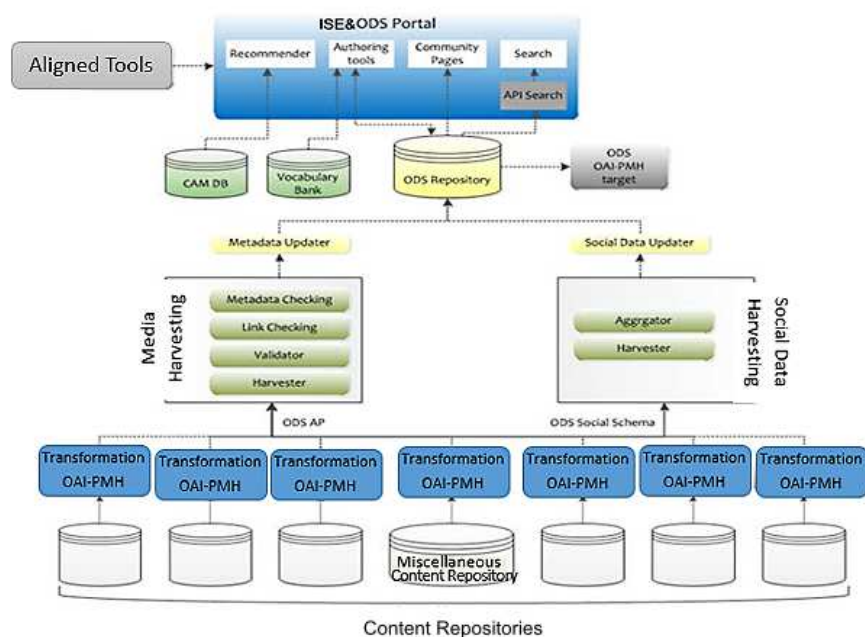 ISE&ODS Portal
Aligned Tools
Recommender
Authoring
tools
Community
Pages
Search
API Search
CAM DB
Vocabulary
Bank
ODS Repository
ODS
OAI-PMH
target
Metadata Updater
Social Data Updater
Media
Harvesting
Metadata Checking
Link Checking
Validator
Harvester
Aggrgator
Harvester
Social Data
Harvesting
ODS AP
ODS Social Schema
Transformation
OAI-PMH
Transformation
OAI-PMH
Transformation
OAI-PMH
Transformation
OAI-PMH
Transformation
OAI-PMH
Transformation
OAI-PMH
Transformation
OAI-PMH
Miscellaneous
Content Repository
Content Repositories